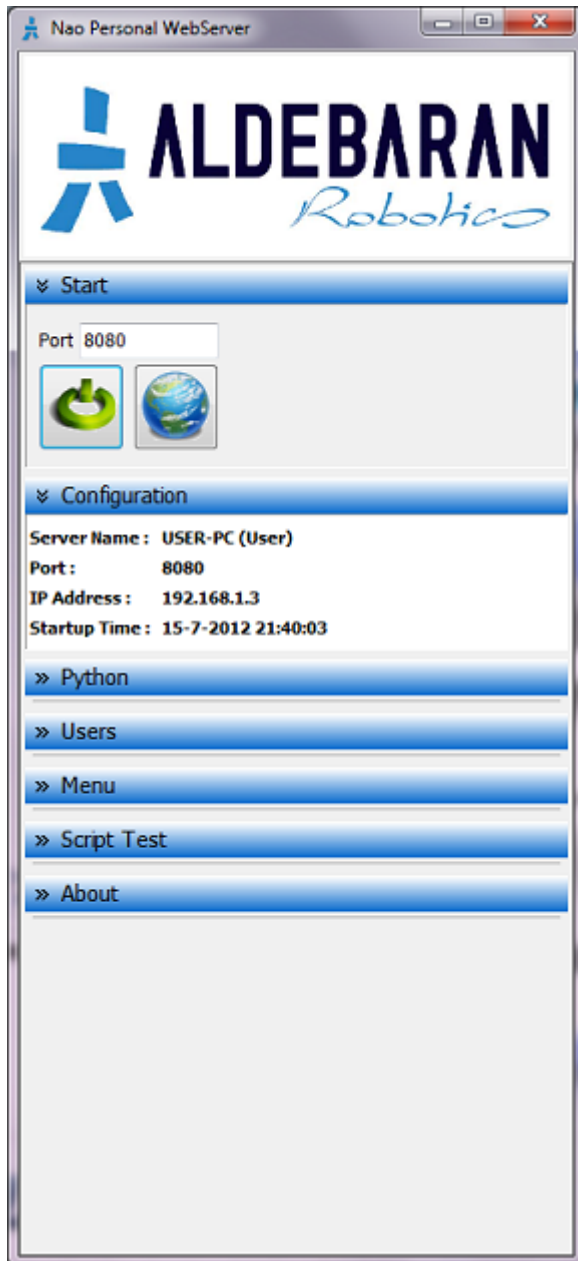 Nao Personal WebServer
ALDEBARAN
Robotics
Start
Port 8080
Configuration
Server Name : USER-PC (User)
Port : 8080
IP Address : 192.168.1.3
Startup Time : 15-7-2012 21:40:03
Python
Users
Menu
Script Test
About